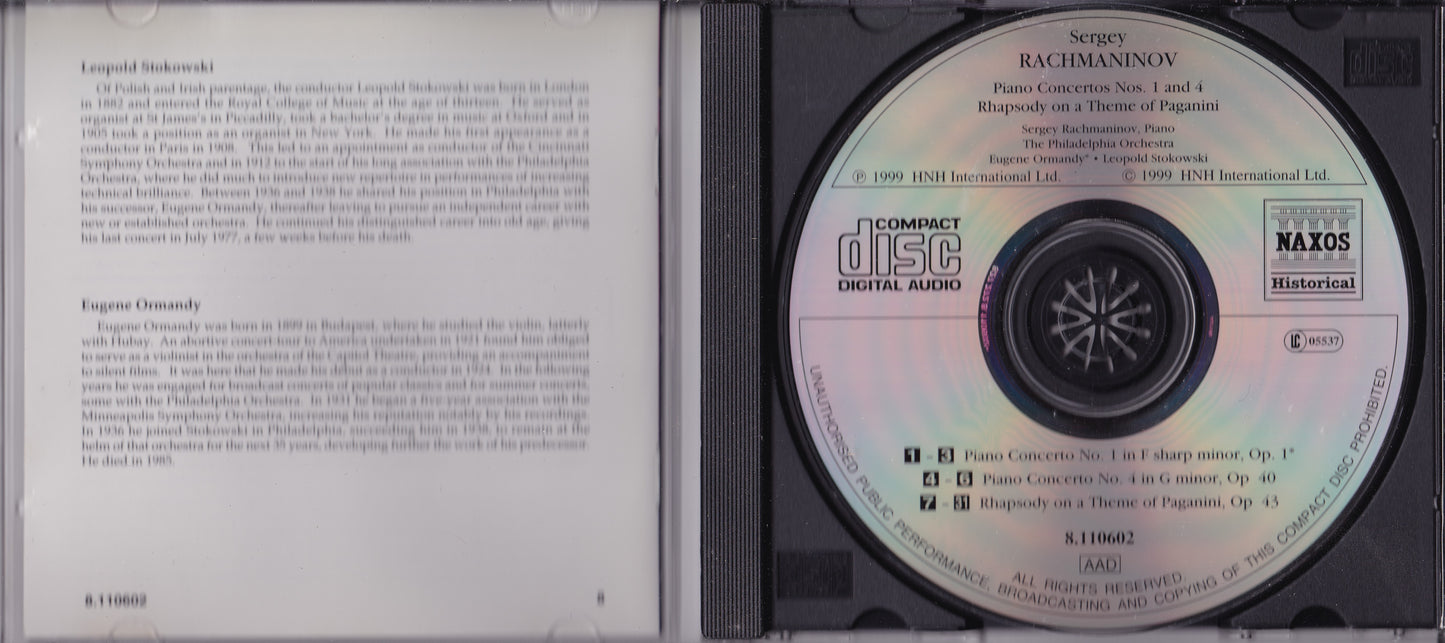 Leopold Stokowski
Of Polish and Irish parentage, the conductor Leopold Stokowski was born in London
in 1882 and entered the Royal College of Music at the age of thirteen. He served as
organist at St James's in Piccadilly, took a bachelor's degree in music at Oxford and in
1905 took a position as an organist in New York. He made his first appearance as a
conductor in Paris in 1908. This led to an appointment as conductor of the Cincinnati
Symphony Orchestra and in 1912 to the start of his long association with the Philadelphia
Orchestra, where he did much to introduce new repertoire in performances of increasing
technical brilliance. Between 1936 and 1938 he shared his position in Philadelphia with
his successor, Eugene Ormandy, thereafter leaving to pursue an independent career with
new or established orchestra. He continued his distinguished career into old age, giving
his last concert in July 1977, a few weeks before his death.
Eugene Ormandy
Eugene Ormandy was born in 1899 in Budapest, where he studied the violin, latterly
with Hubay. An abortive concert-tour to America undertaken in 1921 found him obliged
to serve as a violinist in the orchestra of the Capitol Theatre, providing an accompaniment
to silent films. It was here that he made his début as a conductor in 1924. In the following
years he was engaged for broadcast concerts of popular classics and for summer concerts,
some with the Philadelphia Orchestra. In 1931 he began a five-year association with the
Minneapolis Symphony Orchestra, increasing his reputation notably by his recordings.
In 1936 he joined Stokowski in Philadelphia, succeeding him in 1938, to remain at the
helm of that orchestra for the next 35 years, developing further the work of his predecessor.
He died in 1985.
8.110602
8
Sergey
RACHMANINOV
Piano Concertos Nos. 1 and 4
Rhapsody on a Theme of Paganini
Sergey Rachmaninov, Piano
The Philadelphia Orchestra
Eugene Ormandy* • Leopold Stokowski
℗ 1999 HNH International Ltd. © 1999 HNH International Ltd.
COMPACT
disc
DIGITAL AUDIO
NAXOS
Historical
LC 05537
1 - 3 Piano Concerto No. 1 in F sharp minor, Op. 1*
4 - 6 Piano Concerto No. 4 in G minor, Op 40
7 - 31 Rhapsody on a Theme of Paganini, Op 43
8.110602
AAD
ALL RIGHTS RESERVED.
UNAUTHORISED PUBLIC PERFORMANCE, BROADCASTING AND COPYING OF THIS COMPACT DISC PROHIBITED.